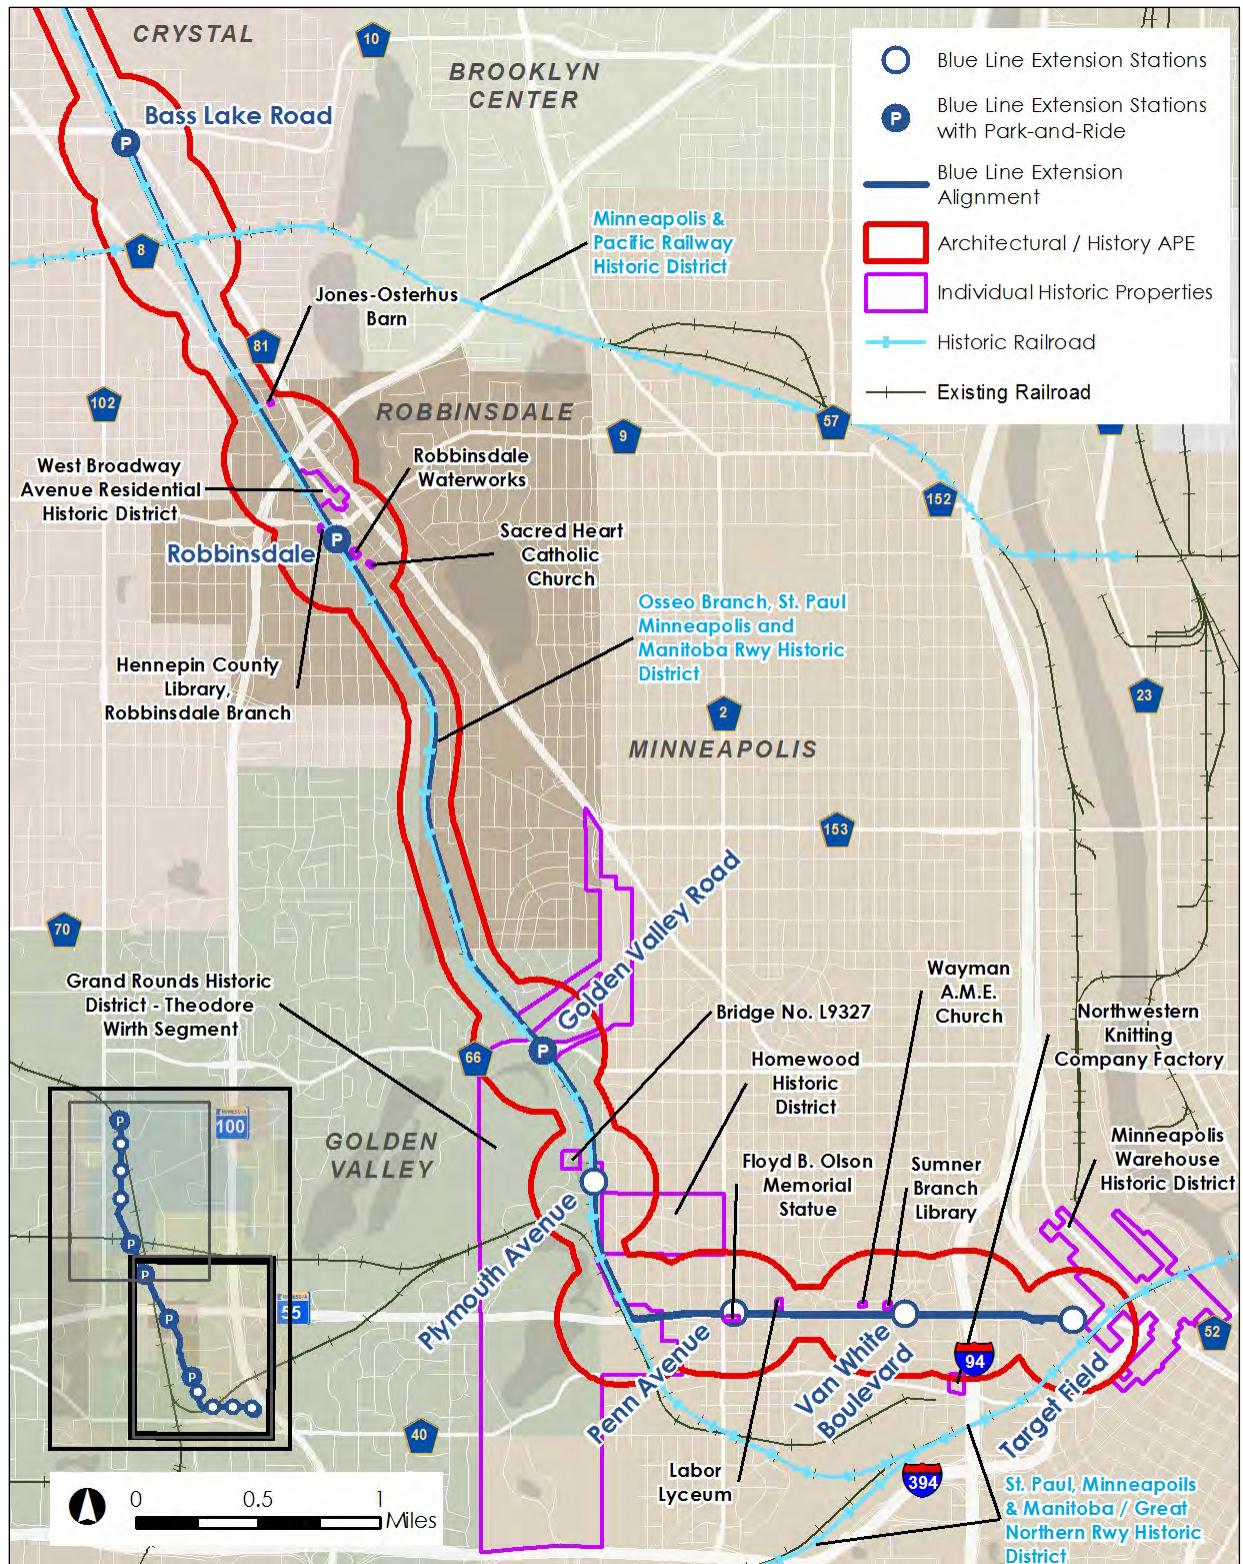 CRYSTAL
10
BROOKLYN
CENTER
Blue Line Extension Stations
P
Blue Line Extension Stations
with Park-and-Ride
Blue Line Extension
Alignment
Architectural / History APE
Individual Historic Properties
Historic Railroad
Existing Railroad
Bass Lake Road
P
8
Minneapolis &
Pacific Railway
Historic District
Jones-Osterhus
Barn
81
102
ROBBINSDALE
9
57
152
West Broadway
Avenue Residential
Historic District
Robbinsdale
Waterworks
P
Robbinsdale
Sacred Heart
Catholic
Church
Osseo Branch, St. Paul
Minneapolis and
Manitoba Rwy Historic
District
Hennepin County
Library,
Robbinsdale Branch
23
2
MINNEAPOLIS
153
70
Golden Valley Road
Grand Rounds Historic
District - Theodore
Wirth Segment
66
P
Bridge No. L9327
Wayman
A.M.E.
Church
Northwestern
Knitting
Company Factory
Homewood
Historic
District
GOLDEN
VALLEY
Floyd B. Olson
Memorial
Statue
Sumner
Branch
Library
Minneapolis
Warehouse
Historic District
P
100
P
P
P
P
55
Plymouth Avenue
Penn Avenue
Van White
Boulevard
94
Target Field
52
40
Labor
Lyceum
394
St. Paul, Minneapoils
& Manitoba / Great
Northern Rwy Historic
District
0 0.5 1
Miles